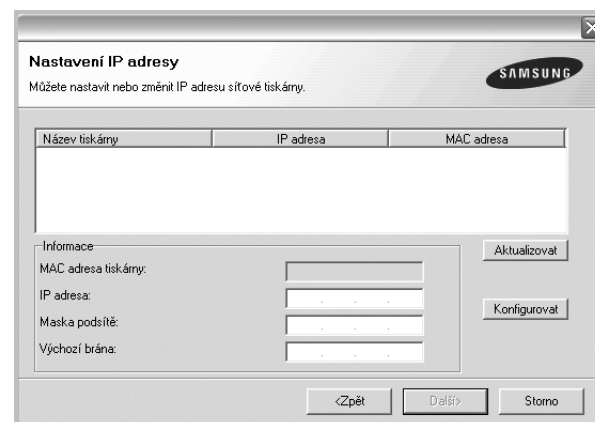 Nastavení IP adresy
Můžete nastavit nebo změnit IP adresu síťové tiskárny.
SAMSUNG
Název tiskárny IP adresa MAC adresa
Informace
Aktualizovat
MAC adresa tiskárny:
IP adresa:
Konfigurovat
Maska podsítě:
Výchozí brána:
<Zpět Další> Storno